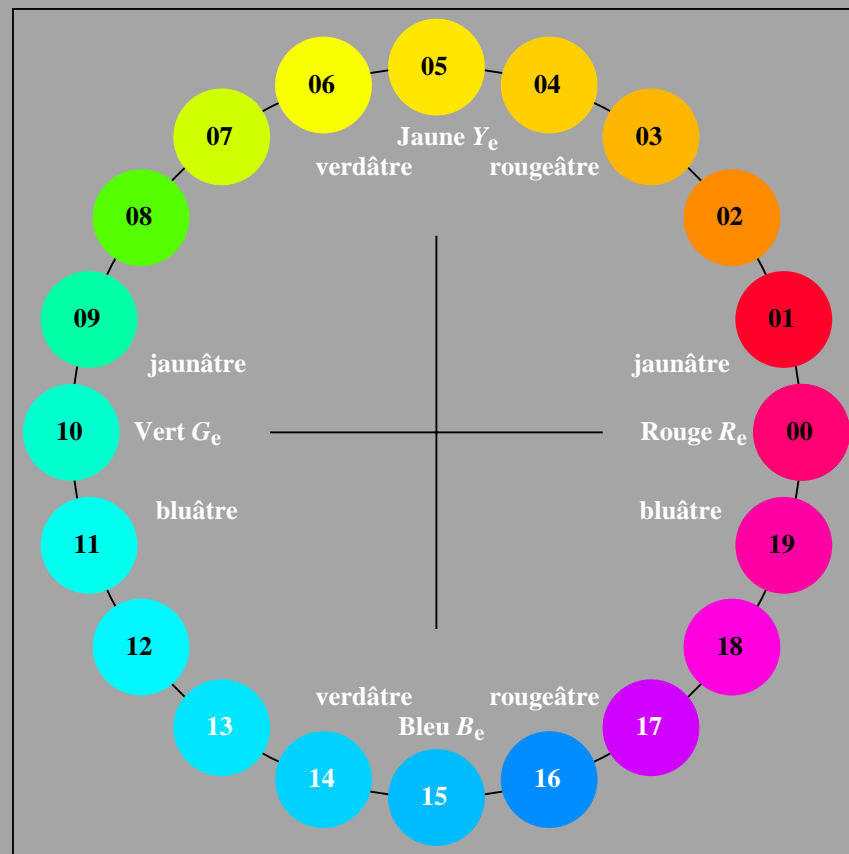 05
06 04
Jaune Yₑ
07 03
verdâtre rougeâtre
08 02
09 01
jaunâtre jaunâtre
10 Vert Gₑ Rouge Rₑ 00
bluâtre bluâtre
11 19
12 18
verdâtre rougeâtre
13 Bleu Bₑ 17
14 16
15